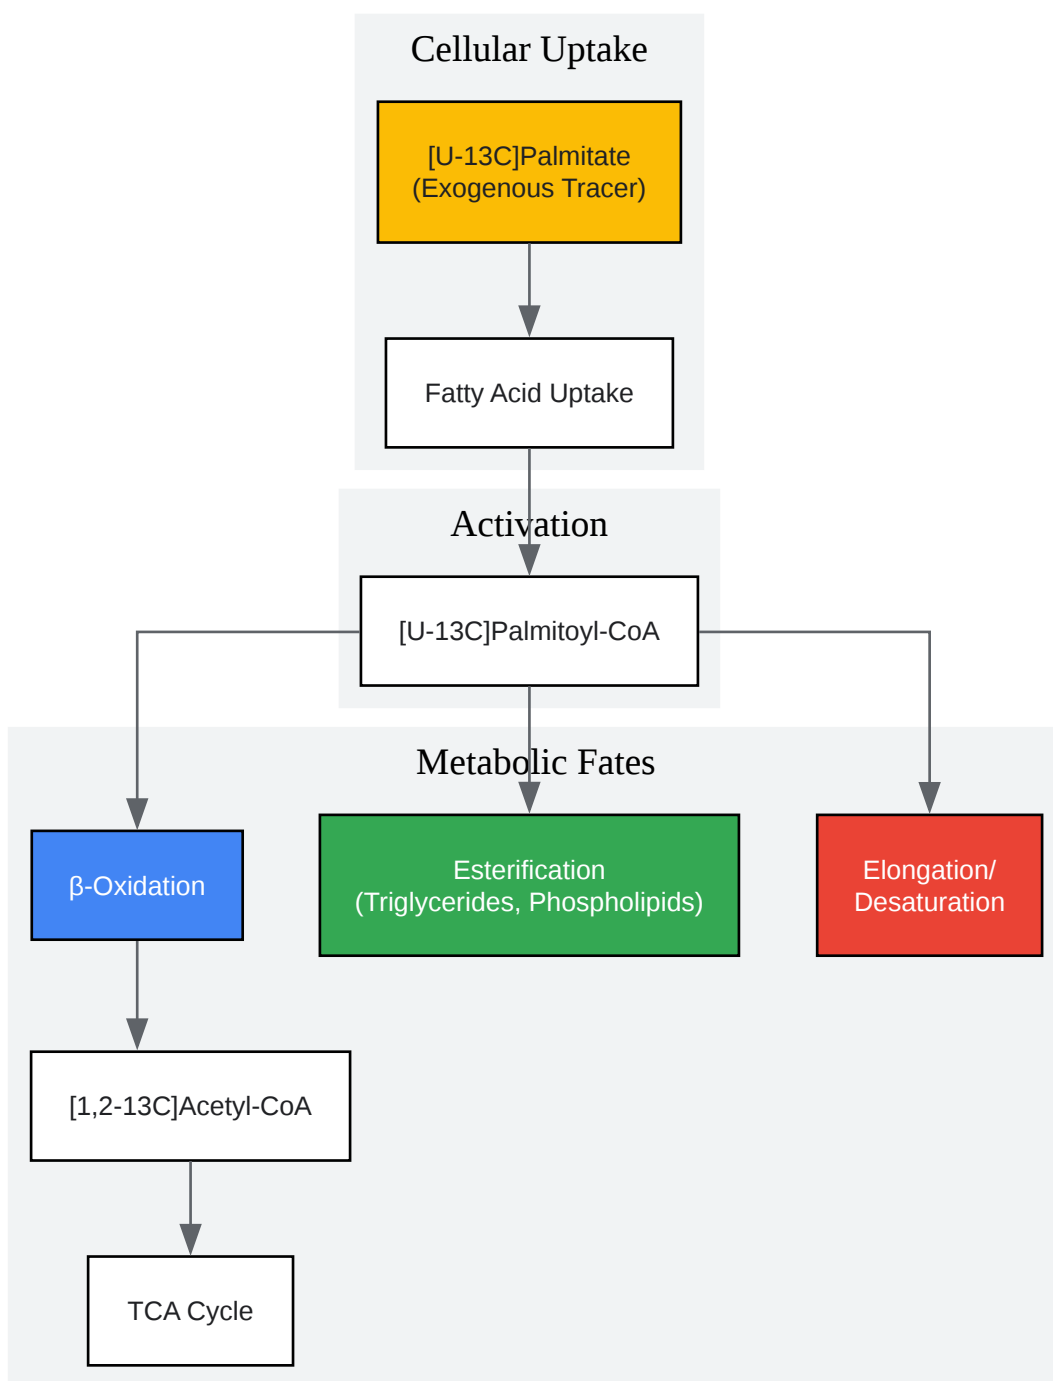 Cellular Uptake
[U-13C]Palmitate
(Exogenous Tracer)
Fatty Acid Uptake
Activation
[U-13C]Palmitoyl-CoA
Metabolic Fates
β-Oxidation
Esterification
(Triglycerides, Phospholipids)
Elongation/
Desaturation
[1,2-13C]Acetyl-CoA
TCA Cycle